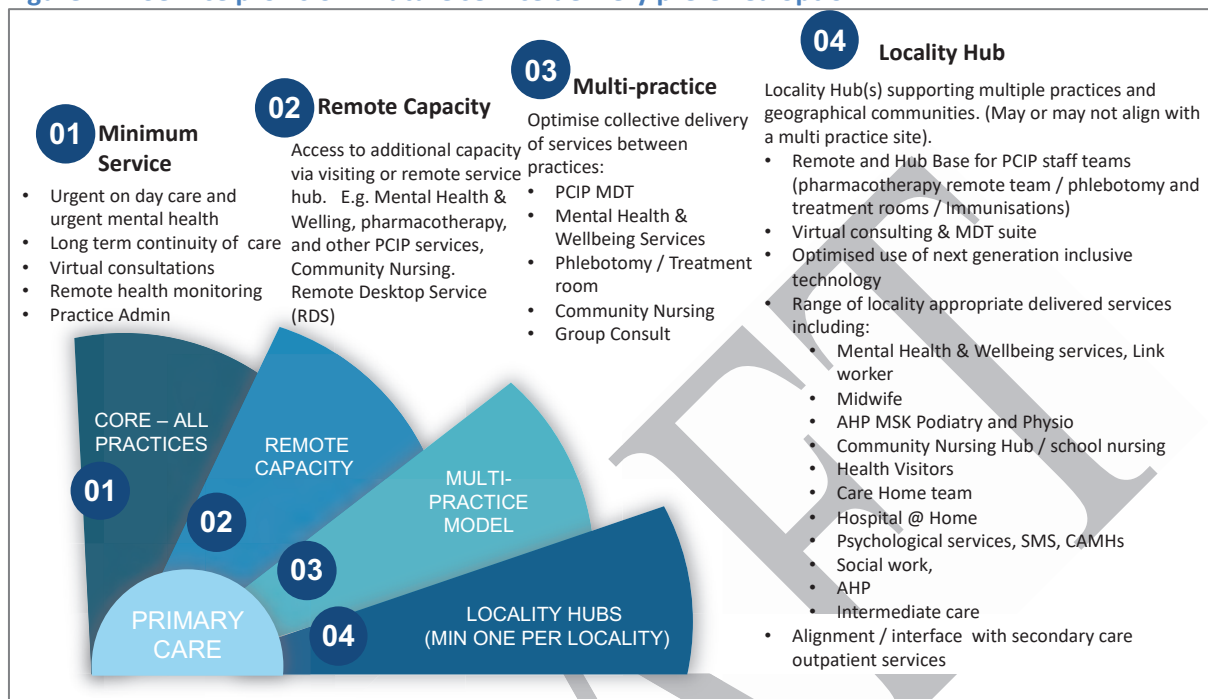 01 Minimum
Service
• Urgent on day care and
urgent mental health
• Long term continuity of care
• Virtual consultations
• Remote health monitoring
• Practice Admin
02 Remote Capacity
Access to additional capacity
via visiting or remote service
hub. E.g. Mental Health &
Welling, pharmacotherapy,
and other PCIP services,
Community Nursing.
Remote Desktop Service
(RDS)
03 Multi-practice
Optimise collective delivery
of services between
practices:
• PCIP MDT
• Mental Health &
Wellbeing Services
• Phlebotomy / Treatment
room
• Community Nursing
• Group Consult
04 Locality Hub
Locality Hub(s) supporting multiple practices and
geographical communities. (May or may not align with
a multi practice site).
• Remote and Hub Base for PCIP staff teams
(pharmacotherapy remote team / phlebotomy and
treatment rooms / Immunisations)
• Virtual consulting & MDT suite
• Optimised use of next generation inclusive
technology
• Range of locality appropriate delivered services
including:
• Mental Health & Wellbeing services, Link
worker
• Midwife
• AHP MSK Podiatry and Physio
• Community Nursing Hub / school nursing
• Health Visitors
• Care Home team
• Hospital @ Home
• Psychological services, SMS, CAMHs
• Social work,
• AHP
• Intermediate care
• Alignment / interface with secondary care
outpatient services
CORE – ALL
PRACTICES
01
REMOTE
CAPACITY
02
MULTI-
PRACTICE
MODEL
03
LOCALITY HUBS
(MIN ONE PER LOCALITY)
04
PRIMARY
CARE